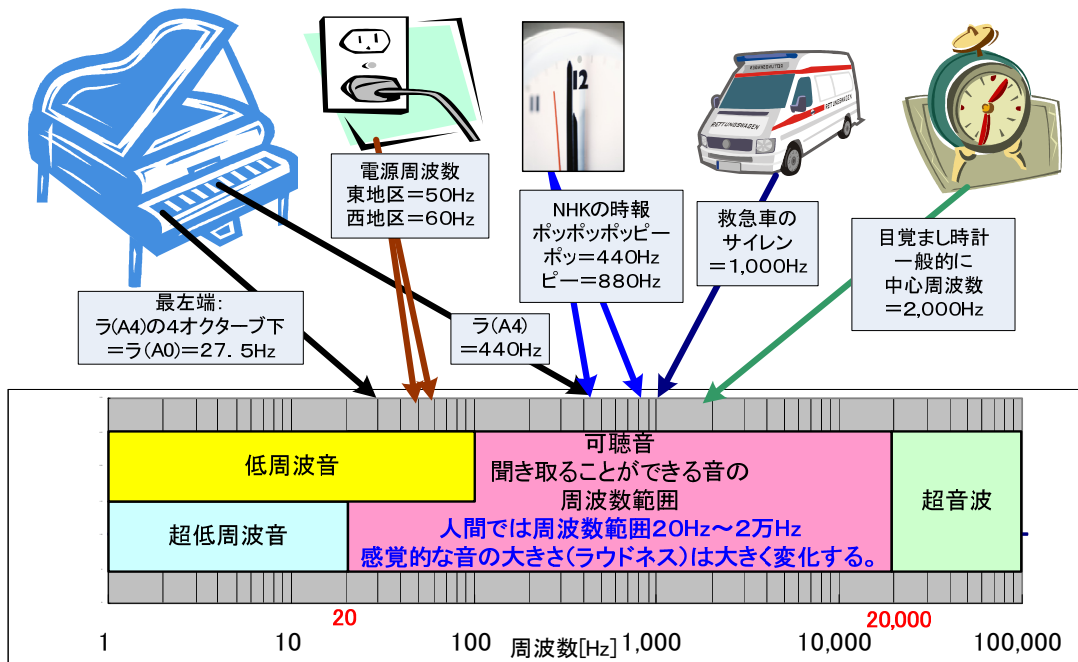 12
RETTUNGSWAGEN
RETTUNGSWAGEN
電源周波数
東地区＝５０Hz
西地区＝６０Hz
NHKの時報
ポッポッポッピー
ポッ＝４４０Hz
ピー＝８８０Hz
救急車の
サイレン
＝１,０００Hz
目覚まし時計
一般的に
中心周波数
＝２,０００Hz
最左端：
ラ(A4)の４オクターブ下
＝ラ(A0)＝２７．５Hz
ラ(A4)
＝４４０Hz
低周波音
超低周波音
可聴音
聞き取ることができる音の
周波数範囲
人間では周波数範囲２０Hz～２万Hz
感覚的な音の大きさ（ラウドネス）は大きく変化する。
超音波
20
20,000
1
10
100
1,000
10,000
100,000
周波数[Hz]